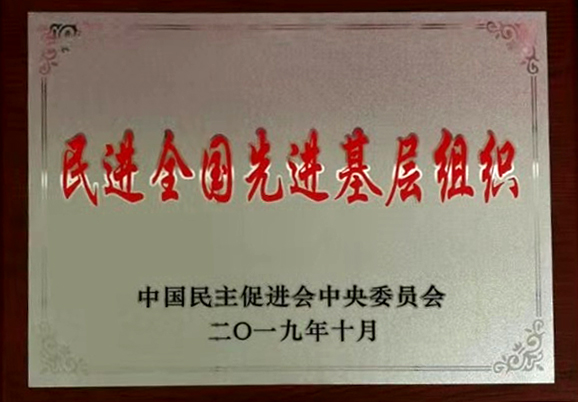 民进全国先进基层组织
中国民主促进会中央委员会
二〇一九年十月